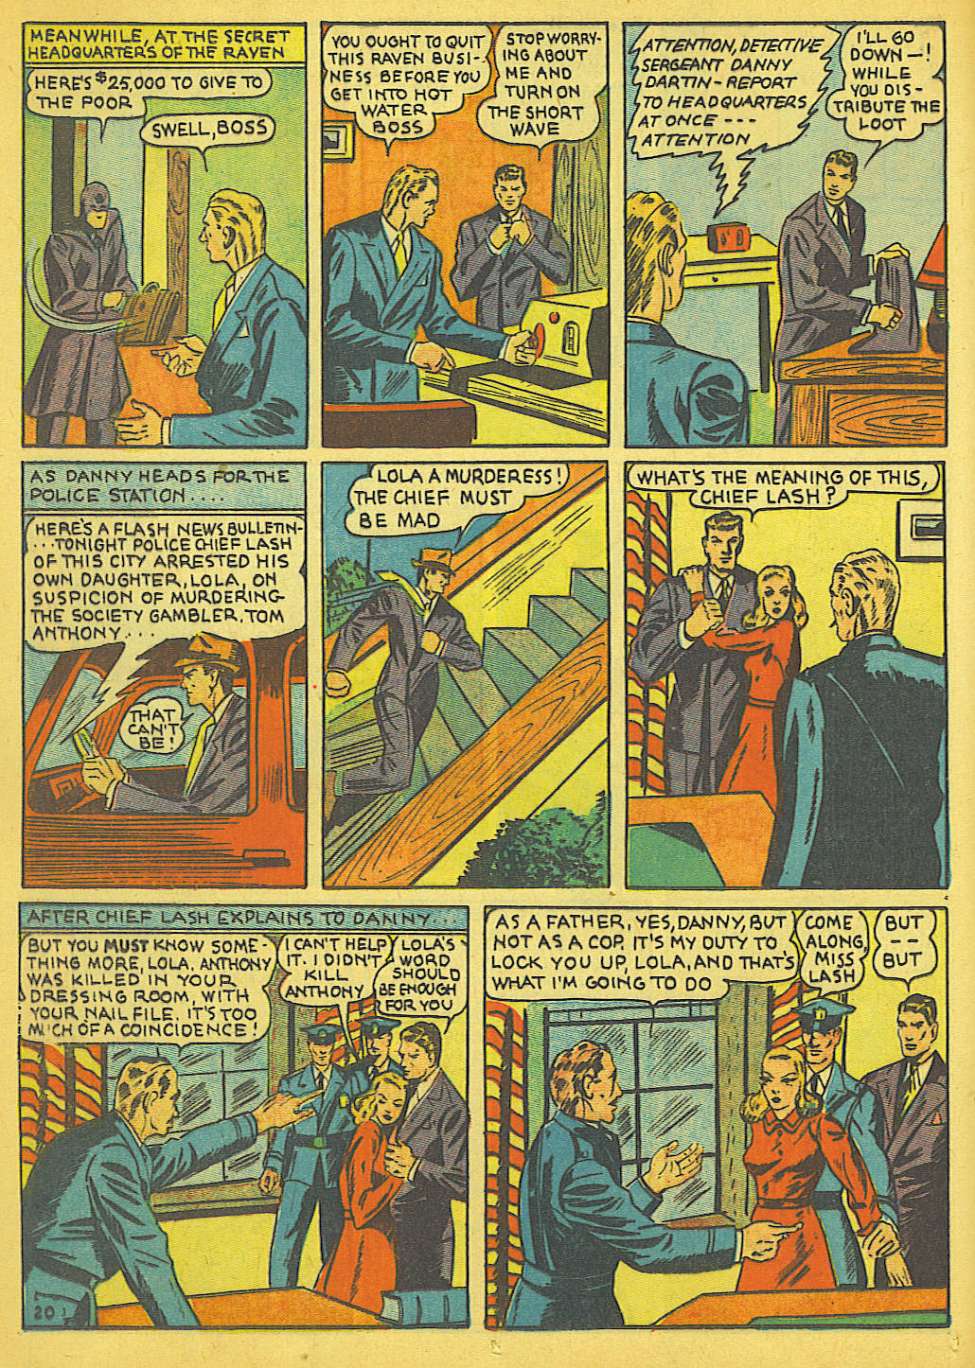 MEANWHILE, AT THE SECRET
HEADQUARTERS OF THE RAVEN
HERE'S $25,000 TO GIVE TO
THE POOR
SWELL, BOSS
YOU OUGHT TO QUIT
THIS RAVEN BUSI-
NESS BEFORE YOU
GET INTO HOT
WATER
BOSS
STOP WORRY-
ING ABOUT
ME AND
TURN ON
THE SHORT
WAVE
ATTENTION, DETECTIVE
SERGEANT DANNY
DARTIN - REPORT
TO HEADQUARTERS
AT ONCE ---
ATTENTION
I'LL GO
DOWN -!
WHILE
YOU DIS-
TRIBUTE THE
LOOT
AS DANNY HEADS FOR THE
POLICE STATION....
HERE'S A FLASH NEWS BULLETIN-
...TONIGHT POLICE CHIEF LASH
OF THIS CITY ARRESTED HIS
OWN DAUGHTER, LOLA, ON
SUSPICION OF MURDERING
THE SOCIETY GAMBLER, TOM
ANTHONY...
THAT
CAN'T
BE!
LOLA A MURDERESS!
THE CHIEF MUST
BE MAD
WHAT'S THE MEANING OF THIS,
CHIEF LASH?
AFTER CHIEF LASH EXPLAINS TO DANNY...
BUT YOU MUST KNOW SOME-
THING MORE, LOLA. ANTHONY
WAS KILLED IN YOUR
DRESSING ROOM, WITH
YOUR NAIL FILE. IT'S TOO
MUCH OF A COINCIDENCE!
I CAN'T HELP
IT. I DIDN'T
KILL
ANTHONY
LOLA'S
WORD
SHOULD
BE ENOUGH
FOR YOU
AS A FATHER, YES, DANNY, BUT
NOT AS A COP. IT'S MY DUTY TO
LOCK YOU UP, LOLA, AND THAT'S
WHAT I'M GOING TO DO
COME
ALONG,
MISS
LASH
BUT
--
BUT
20
12